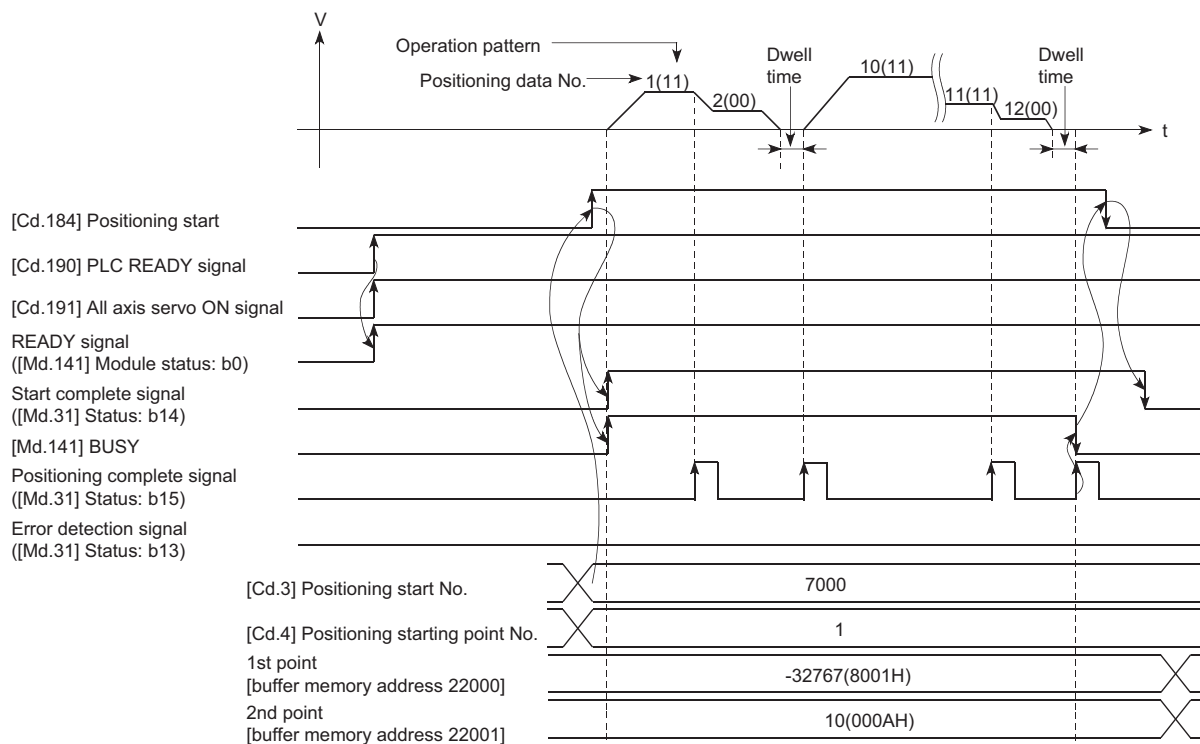 V
Operation pattern
Dwell
time
Dwell
time
Positioning data No.
1(11)
2(00)
10(11)
11(11)
12(00)
t
[Cd.184] Positioning start
[Cd.190] PLC READY signal
[Cd.191] All axis servo ON signal
READY signal
([Md.141] Module status: b0)
Start complete signal
([Md.31] Status: b14)
[Md.141] BUSY
Positioning complete signal
([Md.31] Status: b15)
Error detection signal
([Md.31] Status: b13)
[Cd.3] Positioning start No.
7000
[Cd.4] Positioning starting point No.
1
1st point
[buffer memory address 22000]
-32767(8001H)
2nd point
[buffer memory address 22001]
10(000AH)